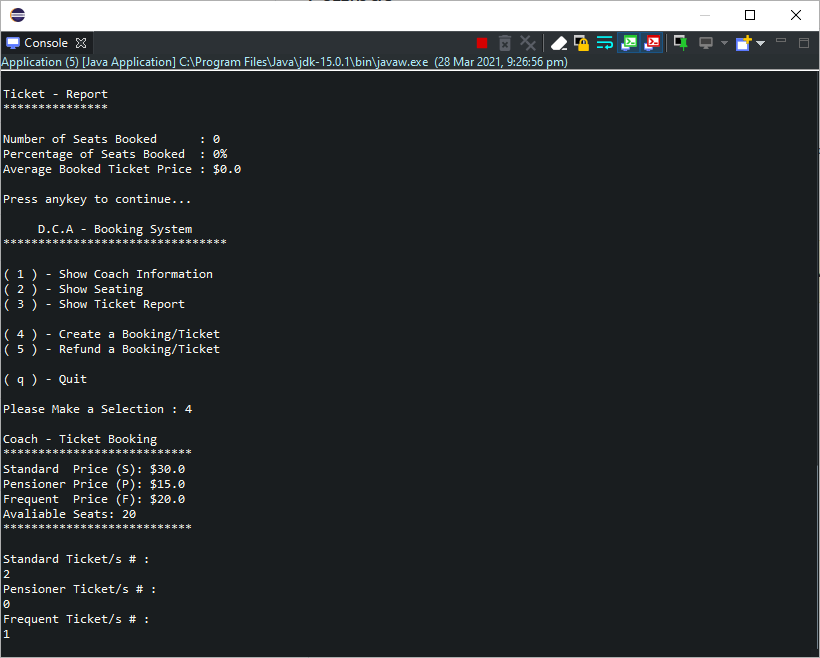 Console
Application (5) [Java Application] C:\Program Files\Java\jdk-15.0.1\bin\javaw.exe (28 Mar 2021, 9:26:56 pm)
Ticket - Report
***************
Number of Seats Booked      : 0
Percentage of Seats Booked  : 0%
Average Booked Ticket Price : $0.0
Press anykey to continue...
D.C.A - Booking System
********************************
( 1 ) - Show Coach Information
( 2 ) - Show Seating
( 3 ) - Show Ticket Report
( 4 ) - Create a Booking/Ticket
( 5 ) - Refund a Booking/Ticket
( q ) - Quit
Please Make a Selection : 4
Coach - Ticket Booking
***************************
Standard  Price (S): $30.0
Pensioner Price (P): $15.0
Frequent  Price (F): $20.0
Avaliable Seats: 20
***************************
Standard Ticket/s # :
2
Pensioner Ticket/s # :
0
Frequent Ticket/s # :
1